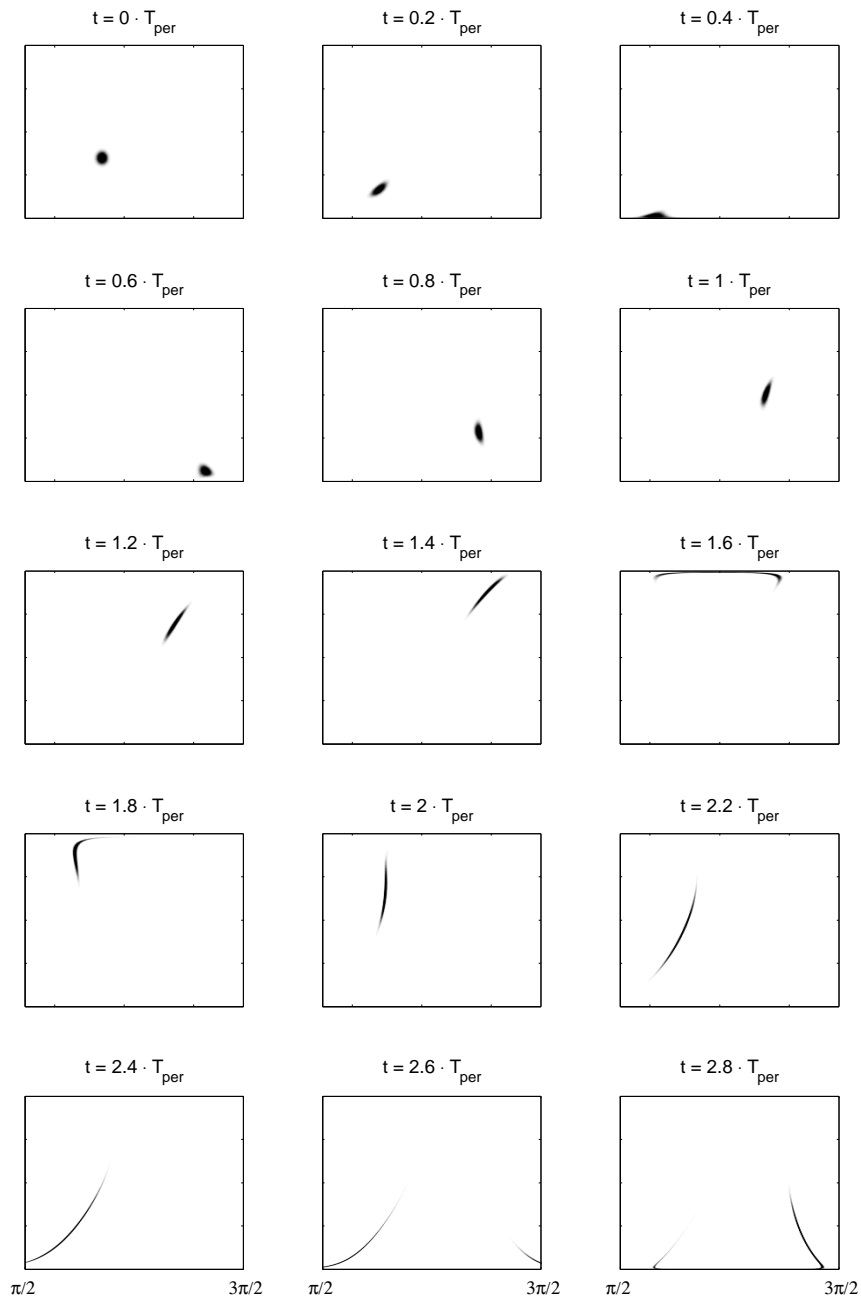 t = 0 · T_per
t = 0.2 · T_per
t = 0.4 · T_per
t = 0.6 · T_per
t = 0.8 · T_per
t = 1 · T_per
t = 1.2 · T_per
t = 1.4 · T_per
t = 1.6 · T_per
t = 1.8 · T_per
t = 2 · T_per
t = 2.2 · T_per
t = 2.4 · T_per
t = 2.6 · T_per
t = 2.8 · T_per
π/2 3π/2 π/2 3π/2 π/2 3π/2